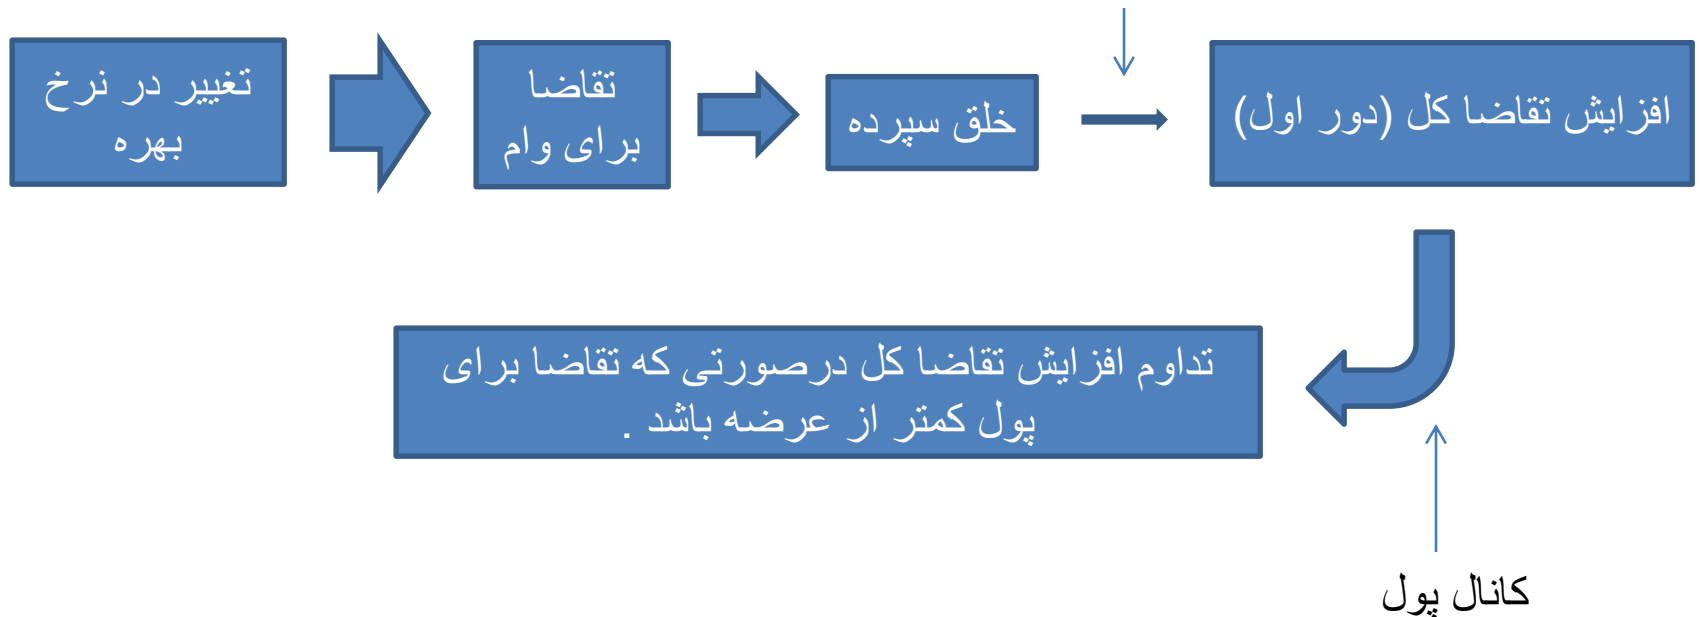 تغییر در نرخ
بهره
تقاضا
برای وام
خلق سپرده
افزایش تقاضا کل (دور اول)
تداوم افزایش تقاضا کل درصورتی که تقاضا برای
پول کمتر از عرضه باشد .
کانال پول